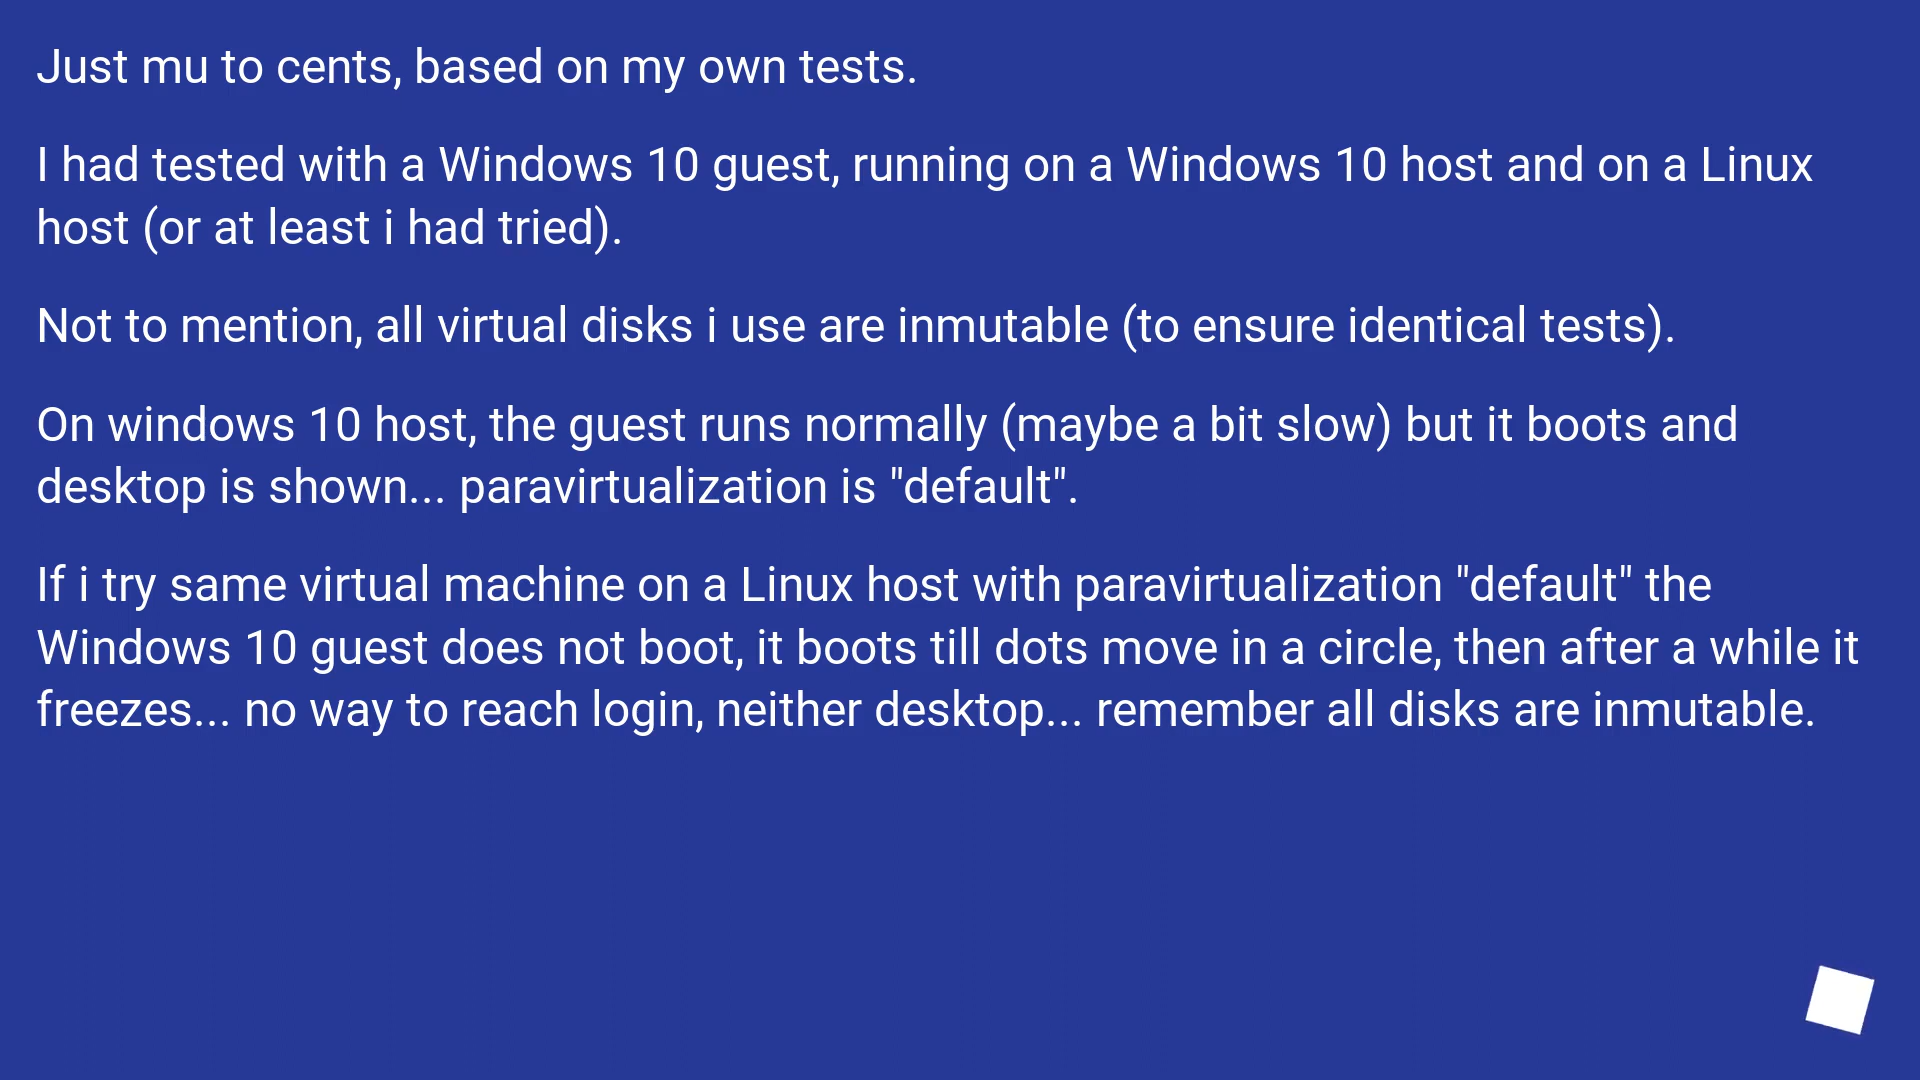 Just mu to cents, based on my own tests.
I had tested with a Windows 10 guest, running on a Windows 10 host and on a Linux
host (or at least i had tried).
Not to mention, all virtual disks i use are inmutable (to ensure identical tests).
On windows 10 host, the guest runs normally (maybe a bit slow) but it boots and
desktop is shown... paravirtualization is "default".
If i try same virtual machine on a Linux host with paravirtualization "default" the
Windows 10 guest does not boot, it boots till dots move in a circle, then after a while it
freezes... no way to reach login, neither desktop... remember all disks are inmutable.